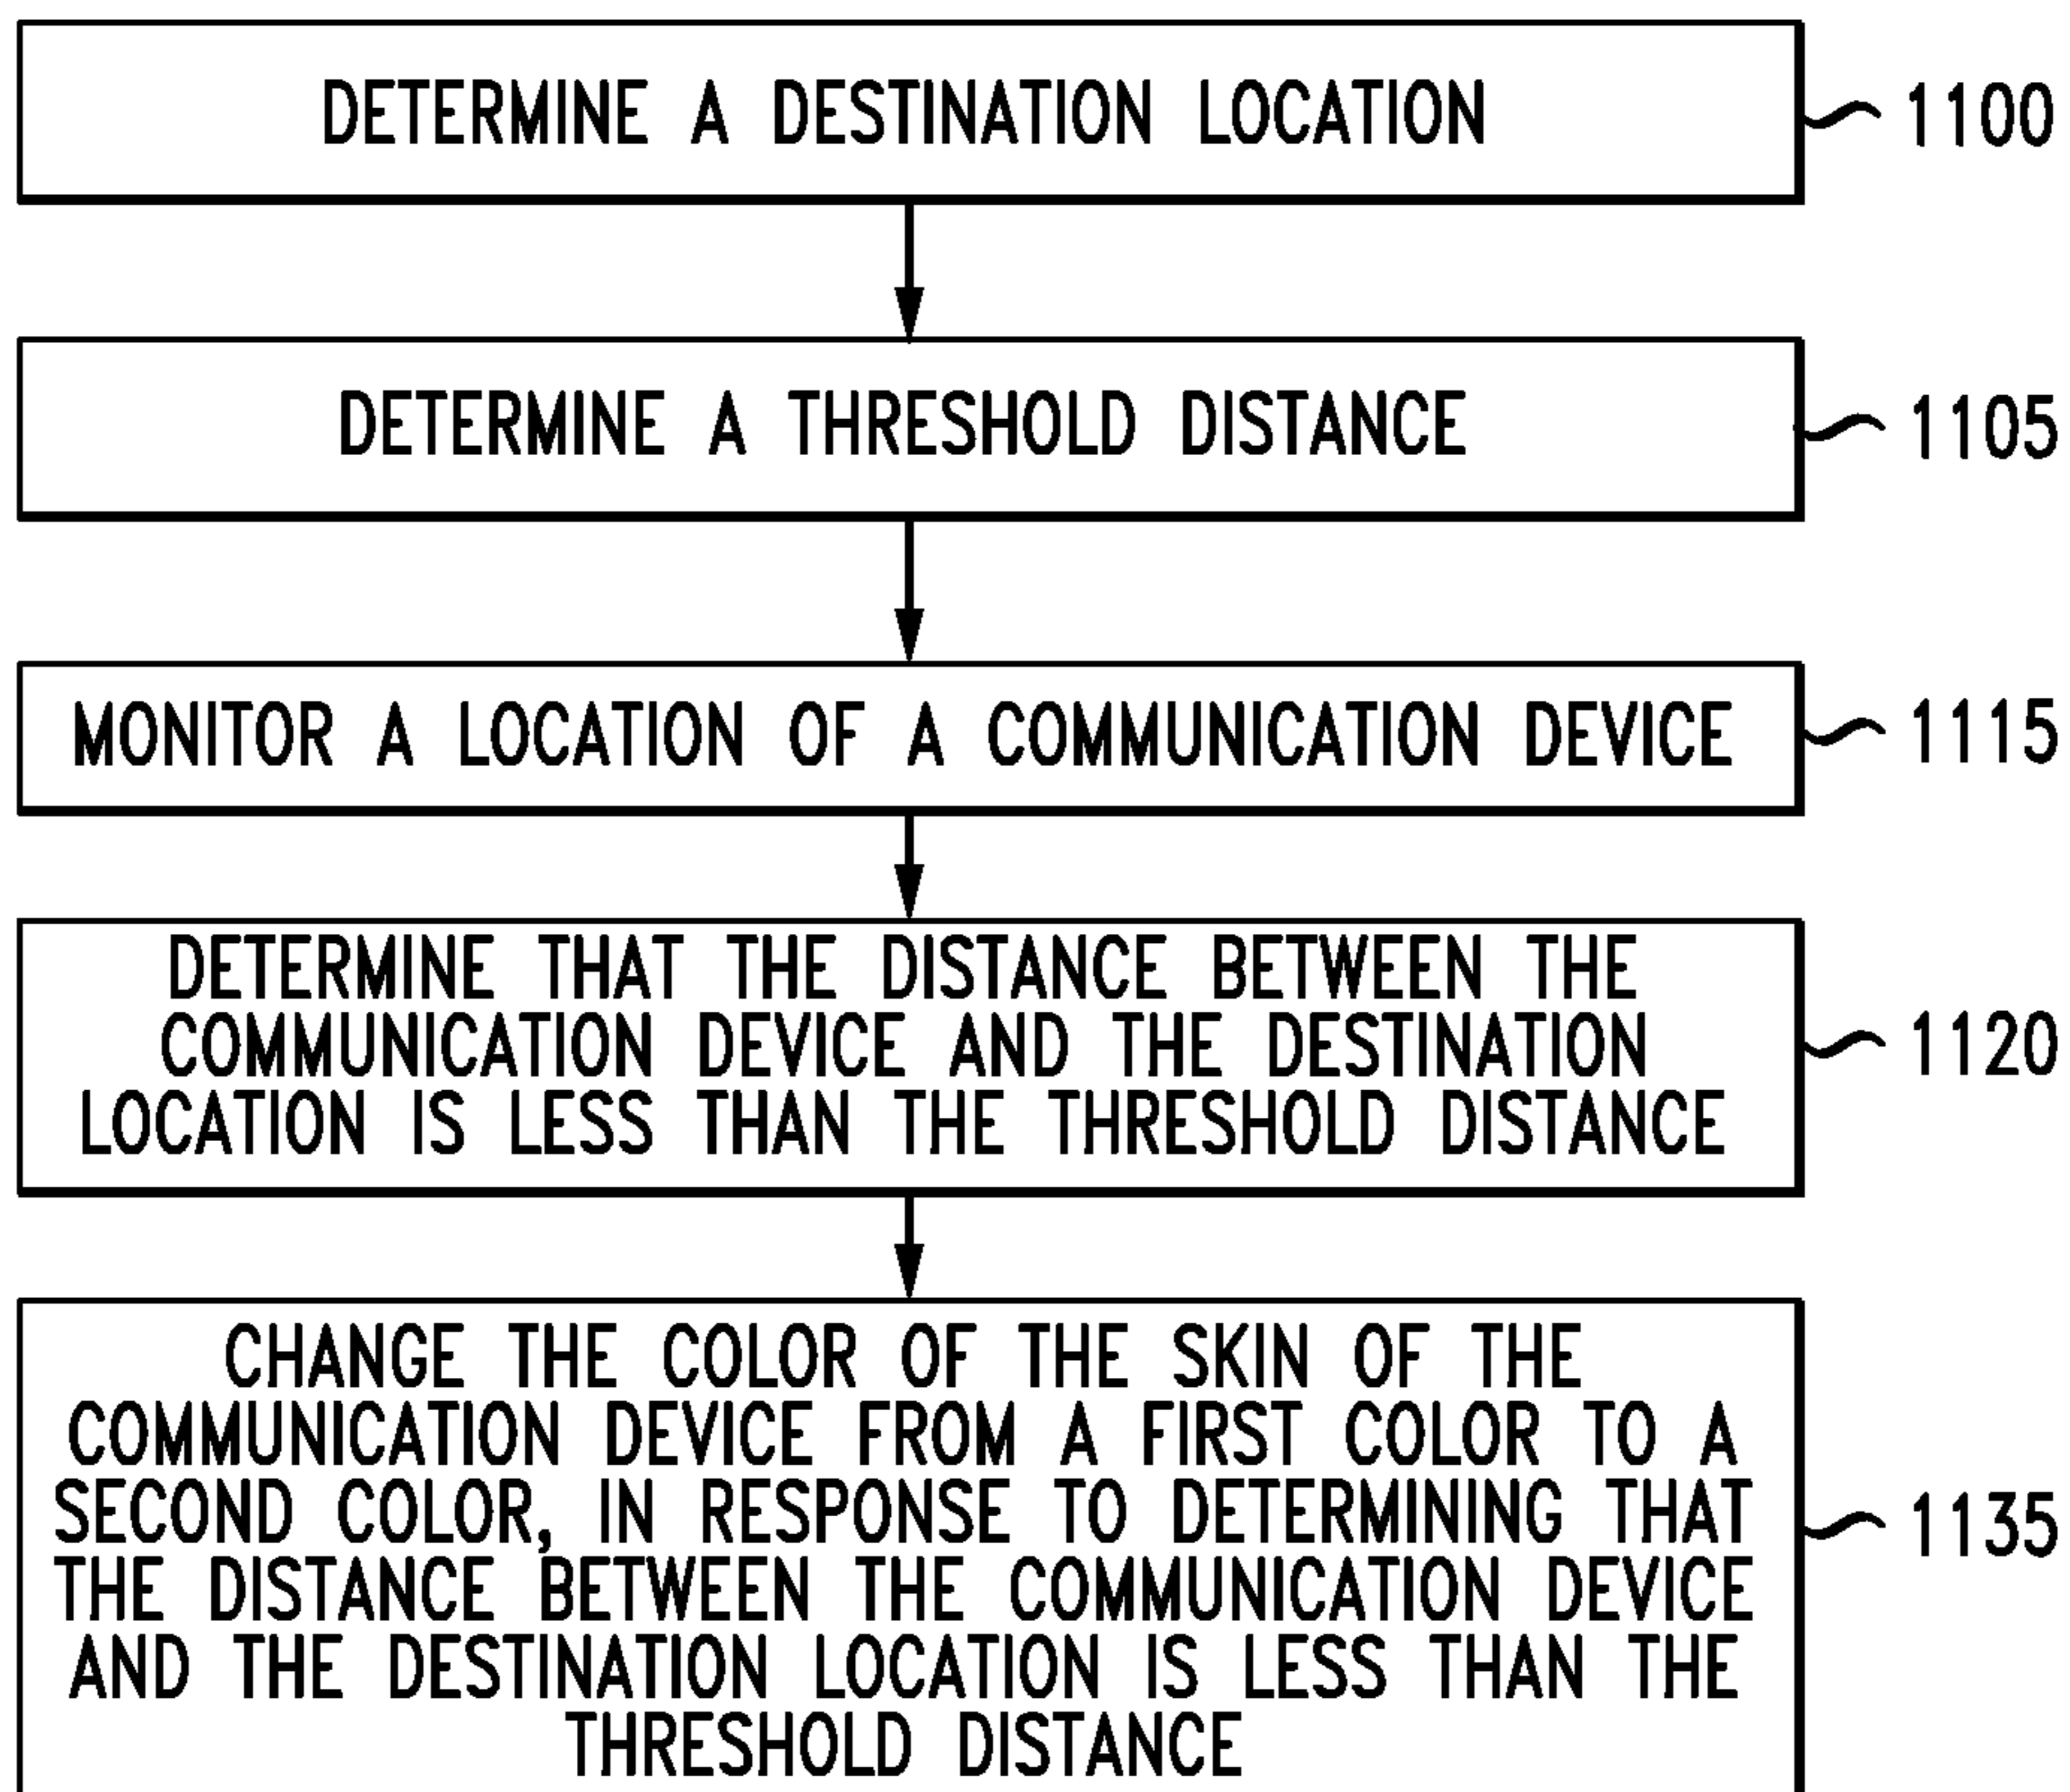 DETERMINE A DESTINATION LOCATION
1100
DETERMINE A THRESHOLD DISTANCE
1105
MONITOR A LOCATION OF A COMMUNICATION DEVICE
1115
DETERMINE THAT THE DISTANCE BETWEEN THE
COMMUNICATION DEVICE AND THE DESTINATION
LOCATION IS LESS THAN THE THRESHOLD DISTANCE
1120
CHANGE THE COLOR OF THE SKIN OF THE
COMMUNICATION DEVICE FROM A FIRST COLOR TO A
SECOND COLOR, IN RESPONSE TO DETERMINING THAT
THE DISTANCE BETWEEN THE COMMUNICATION DEVICE
AND THE DESTINATION LOCATION IS LESS THAN THE
THRESHOLD DISTANCE
1135